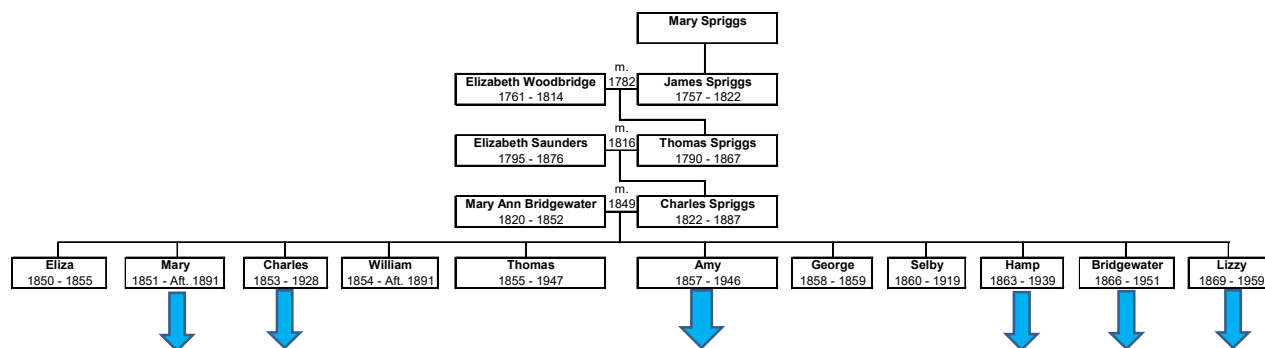 Mary Spriggs
m.
Elizabeth Woodbridge 1782 James Spriggs
1761 - 1814 1757 - 1822
m.
Elizabeth Saunders 1816 Thomas Spriggs
1795 - 1876 1790 - 1867
m.
Mary Ann Bridgewater 1849 Charles Spriggs
1820 - 1852 1822 - 1887
Eliza Mary Charles William Thomas Amy George Selby Hamp Bridgewater Lizzy
1850 - 1855 1851 - Aft. 1891 1853 - 1928 1854 - Aft. 1891 1855 - 1947 1857 - 1946 1858 - 1859 1860 - 1919 1863 - 1939 1866 - 1951 1869 - 1959